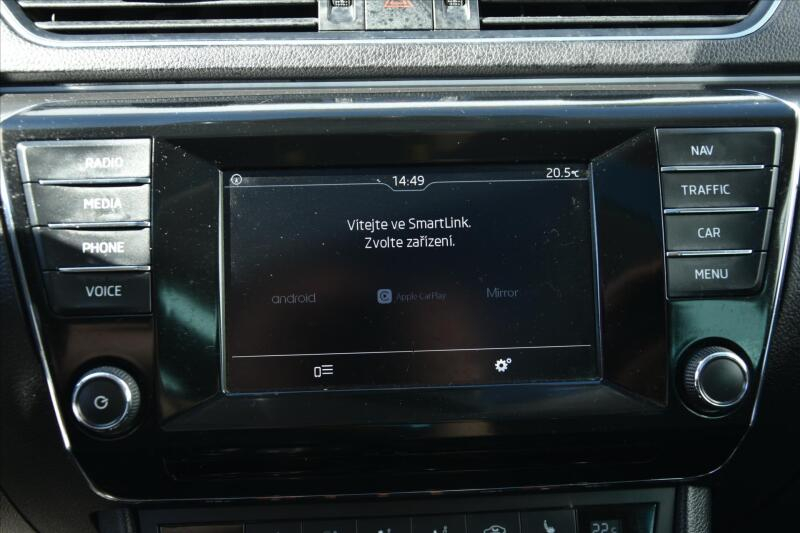 RADIO
MEDIA
PHONE
VOICE
14:49
20.5°C
Vítejte ve SmartLink.
Zvolte zařízení.
android
Apple CarPlay
Mirror
NAV
TRAFFIC
CAR
MENU
22°C